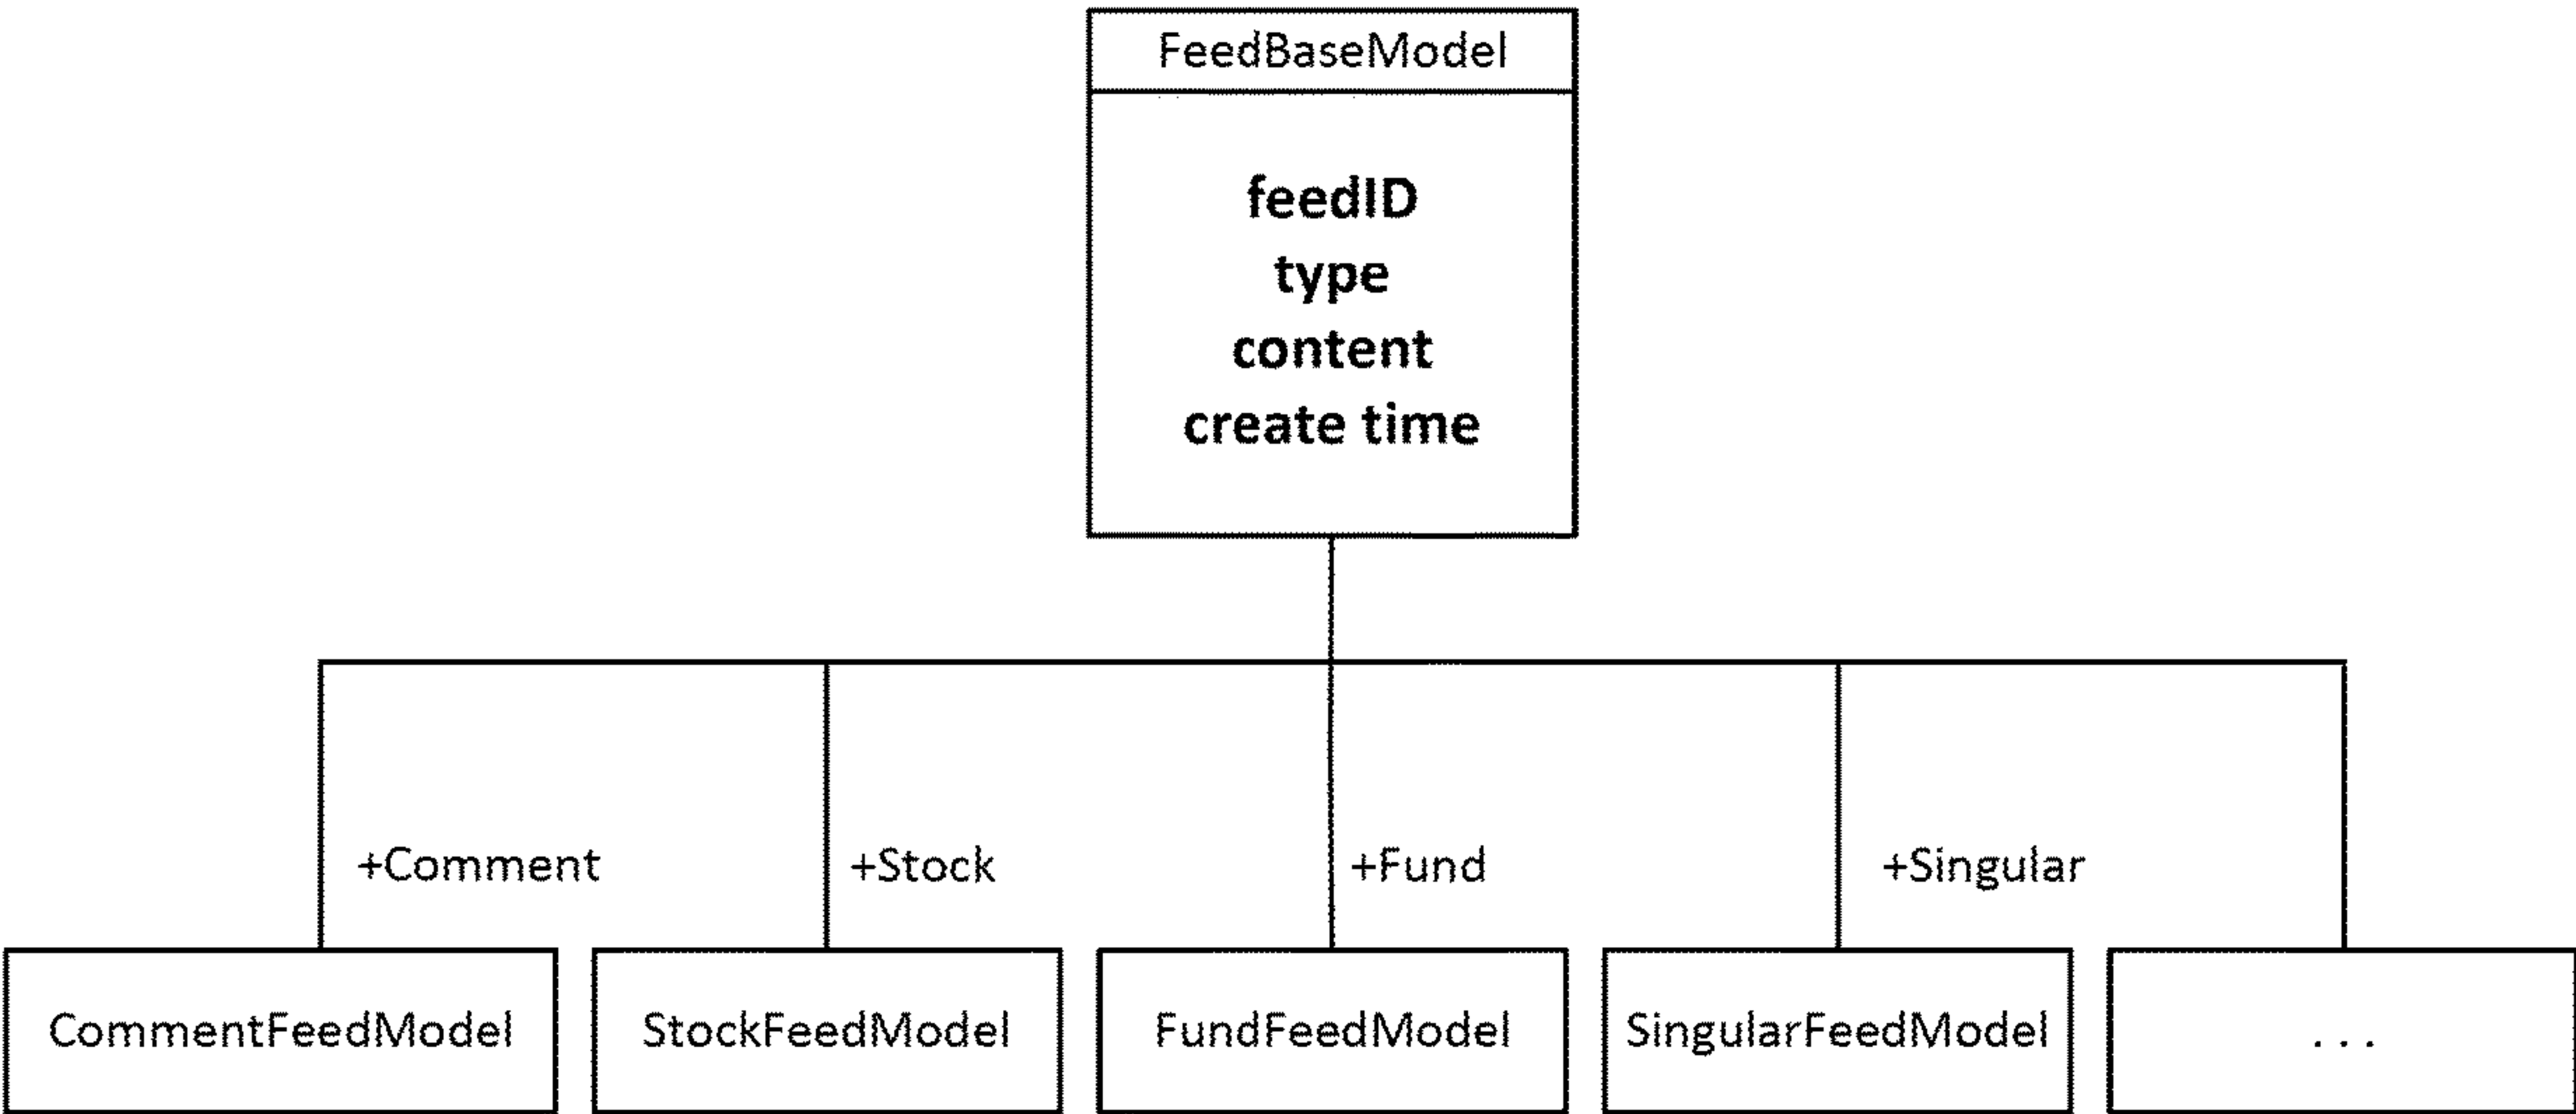 FeedBaseModel
feedID
type
content
create time
+Comment
+Stock
+Fund
+Singular
CommentFeedModel
StockFeedModel
FundFeedModel
SingularFeedModel
...